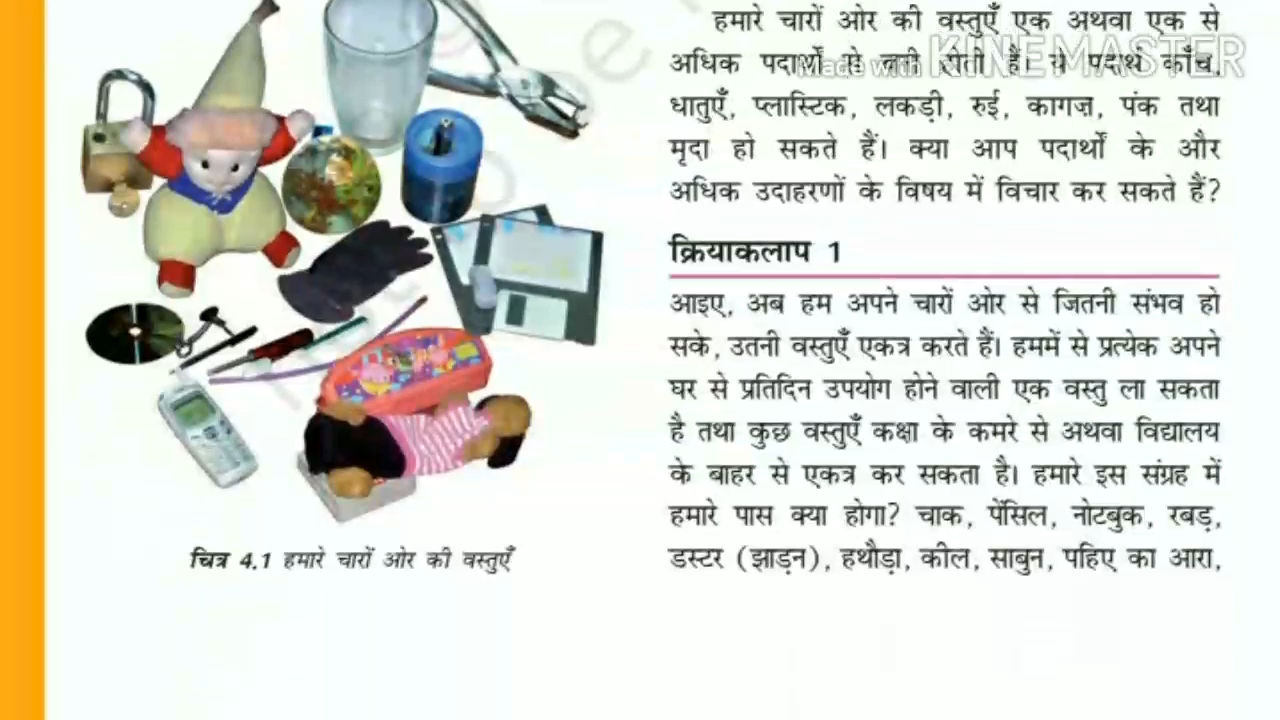 हमारे चारों ओर की वस्तुएँ एक अथवा एक से
अधिक पदार्थों से बनी होती हैं। ये पदार्थ काँच,
Made with KINEMASTER
धातुएँ, प्लास्टिक, लकड़ी, रुई, कागज़, पंक तथा
मृदा हो सकते हैं। क्या आप पदार्थों के और
अधिक उदाहरणों के विषय में विचार कर सकते हैं?
क्रियाकलाप 1
आइए, अब हम अपने चारों ओर से जितनी संभव हो
सके, उतनी वस्तुएँ एकत्र करते हैं। हममें से प्रत्येक अपने
घर से प्रतिदिन उपयोग होने वाली एक वस्तु ला सकता
है तथा कुछ वस्तुएँ कक्षा के कमरे से अथवा विद्यालय
के बाहर से एकत्र कर सकता है। हमारे इस संग्रह में
हमारे पास क्या होगा? चाक, पेंसिल, नोटबुक, रबड़,
डस्टर (झाड़न), हथौड़ा, कील, साबुन, पहिए का आरा,
चित्र 4.1 हमारे चारों ओर की वस्तुएँ